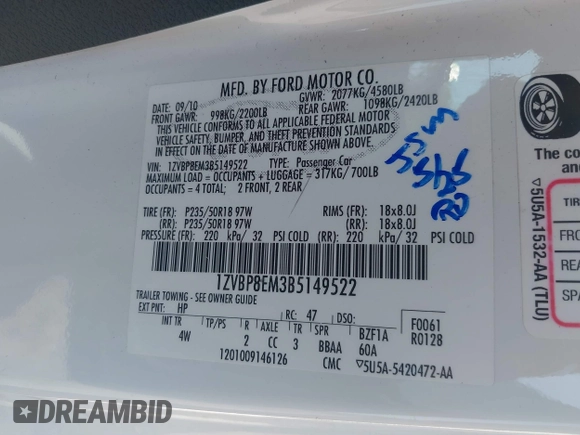 MFD. BY FORD MOTOR CO.
DATE: 09/10 GVWR: 2077KG/4580LB
FRONT GAWR: 998KG/2200LB REAR GAWR: 1098KG/2420LB
THIS VEHICLE CONFORMS TO ALL APPLICABLE FEDERAL MOTOR
VEHICLE SAFETY, BUMPER, AND THEFT PREVENTION STANDARDS
IN EFFECT ON THE DATE OF MANUFACTURE SHOWN ABOVE.
VIN: 1ZVBP8EM3B5149522 TYPE: Passenger Car
MAXIMUM LOAD = OCCUPANTS + LUGGAGE = 317KG/700LB
OCCUPANTS = 4 TOTAL; 2 FRONT, 2 REAR
TIRE (F): P235/50R18 97W RIMS (F): 18x8.0J
(R): P235/50R18 97W (R): 18x8.0J
PRESSURE (F): 220 kPa/ 32 PSI COLD (R): 220 kPa/ 32 PSI COLD
1ZVBP8EM3B5149522
TRAILER TOWING - SEE OWNER GUIDE
EXT PNT: HP RC: 47 DSO: F0061
R0128
INT TR TP/PS R AXLE TR SPR BZF1A
4W 2 CC 3 BBAA 60A
1201009146126 CMC ▽5U5A-5420472-AA
The co
and a
▽5U5A-1532-AA (TLU)
TIR
FRO
REA
SPA
DREAMBID